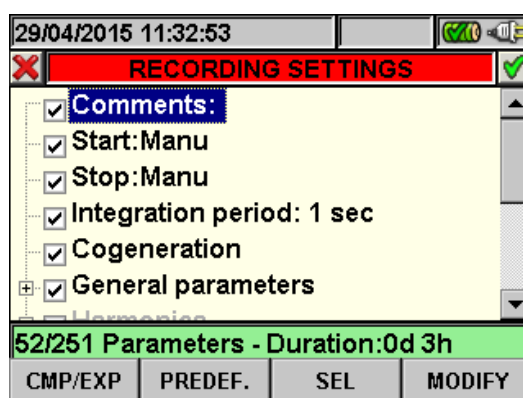 29/04/2015 11:32:53
RECORDING SETTINGS
Comments:
Start:Manu
Stop:Manu
Integration period: 1 sec
Cogeneration
General parameters
Harmonics
52/251 Parameters - Duration:0d 3h
CMP/EXP PREDEF. SEL MODIFY